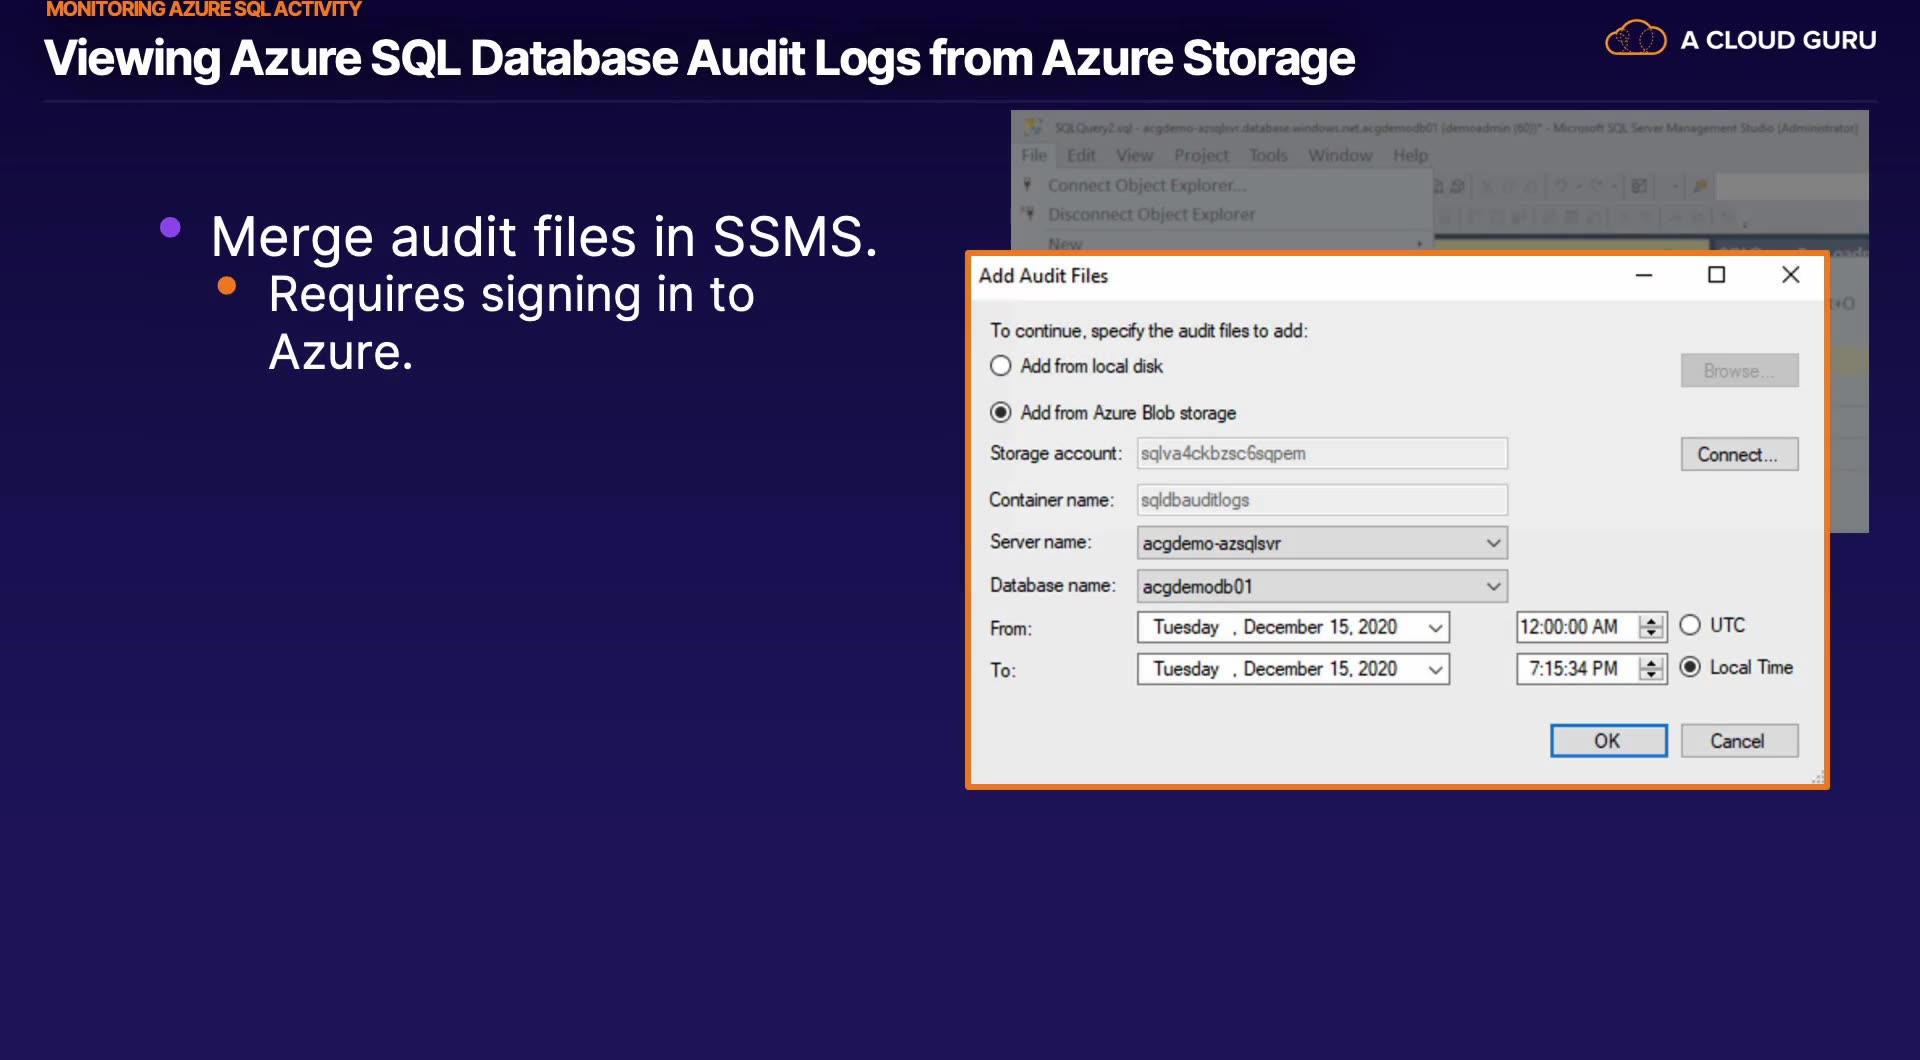 MONITORING AZURE SQL ACTIVITY
Viewing Azure SQL Database Audit Logs from Azure Storage
A CLOUD GURU
Merge audit files in SSMS.
Requires signing in to
Azure.
SQLQuery2.sql - acgdemo-azsqlsvr.database.windows.net.acgdemodb01 (demoadmin (60))* - Microsoft SQL Server Management Studio (Administrator)
File Edit View Project Tools Window Help
Connect Object Explorer...
Disconnect Object Explorer
New
Add Audit Files
To continue, specify the audit files to add:
Add from local disk
Browse...
Add from Azure Blob storage
Storage account: sqlva4ckbzsc6sqpem Connect...
Container name: sqldbauditlogs
Server name: acgdemo-azsqlsvr
Database name: acgdemodb01
From: Tuesday , December 15, 2020 12:00:00 AM UTC
To: Tuesday , December 15, 2020 7:15:34 PM Local Time
OK Cancel